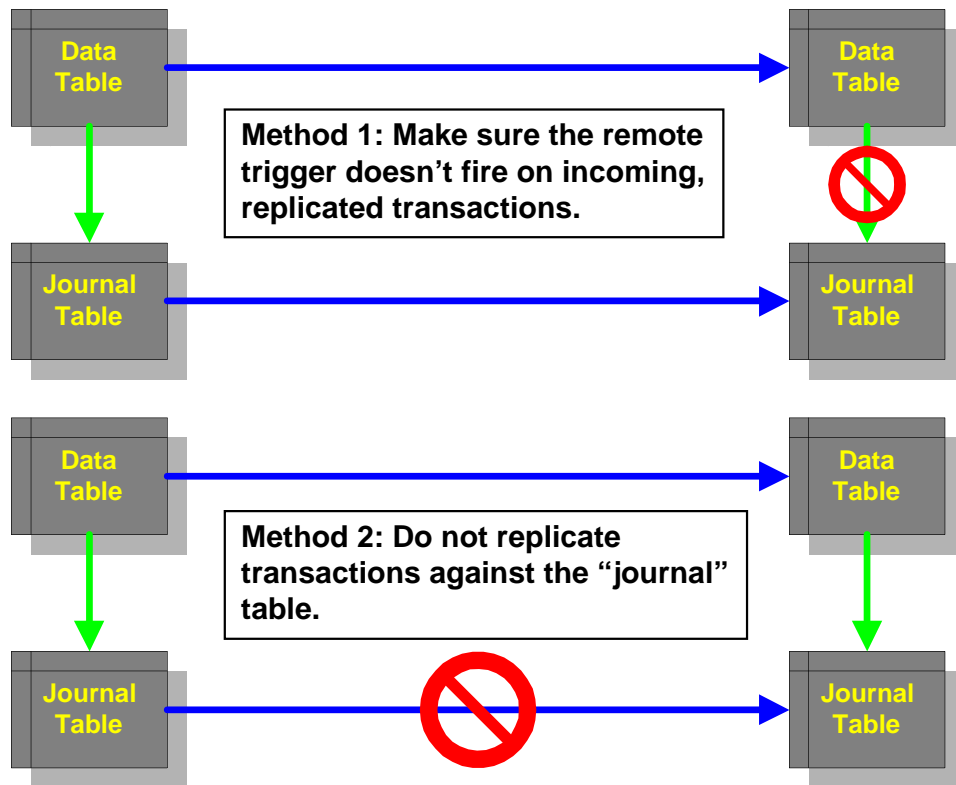 Data
Table
Data
Table
Method 1: Make sure the remote
trigger doesn't fire on incoming,
replicated transactions.
Journal
Table
Journal
Table
Data
Table
Data
Table
Method 2: Do not replicate
transactions against the “journal”
table.
Journal
Table
Journal
Table